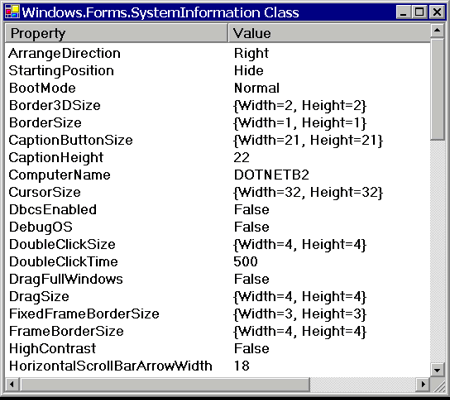 Windows.Forms.SystemInformation Class
Property Value
ArrangeDirection Right
StartingPosition Hide
BootMode Normal
Border3DSize {Width=2, Height=2}
BorderSize {Width=1, Height=1}
CaptionButtonSize {Width=21, Height=21}
CaptionHeight 22
ComputerName DOTNETB2
CursorSize {Width=32, Height=32}
DbcsEnabled False
DebugOS False
DoubleClickSize {Width=4, Height=4}
DoubleClickTime 500
DragFullWindows False
DragSize {Width=4, Height=4}
FixedFrameBorderSize {Width=3, Height=3}
FrameBorderSize {Width=4, Height=4}
HighContrast False
HorizontalScrollBarArrowWidth 18